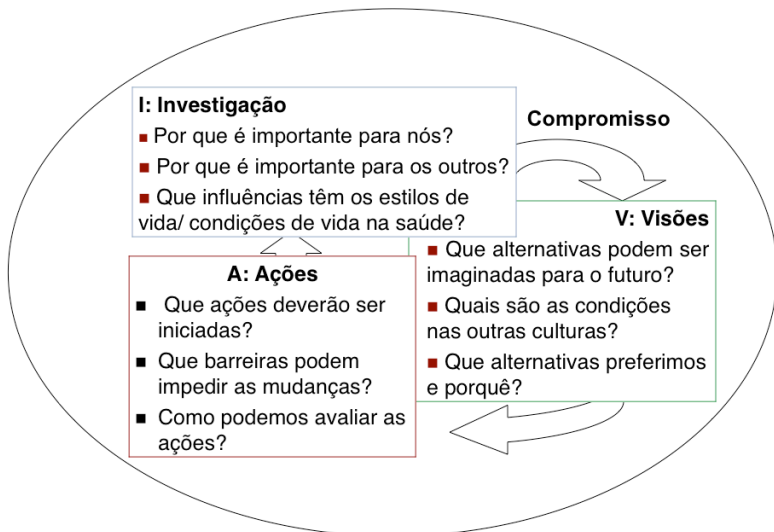 I: Investigação
■ Por que é importante para nós?
■ Por que é importante para os outros?
■ Que influências têm os estilos de
vida/ condições de vida na saúde?
Compromisso
V: Visões
■ Que alternativas podem ser
imaginadas para o futuro?
■ Quais são as condições
nas outras culturas?
■ Que alternativas preferimos
e porquê?
A: Ações
■ Que ações deverão ser
iniciadas?
■ Que barreiras podem
impedir as mudanças?
■ Como podemos avaliar as
ações?